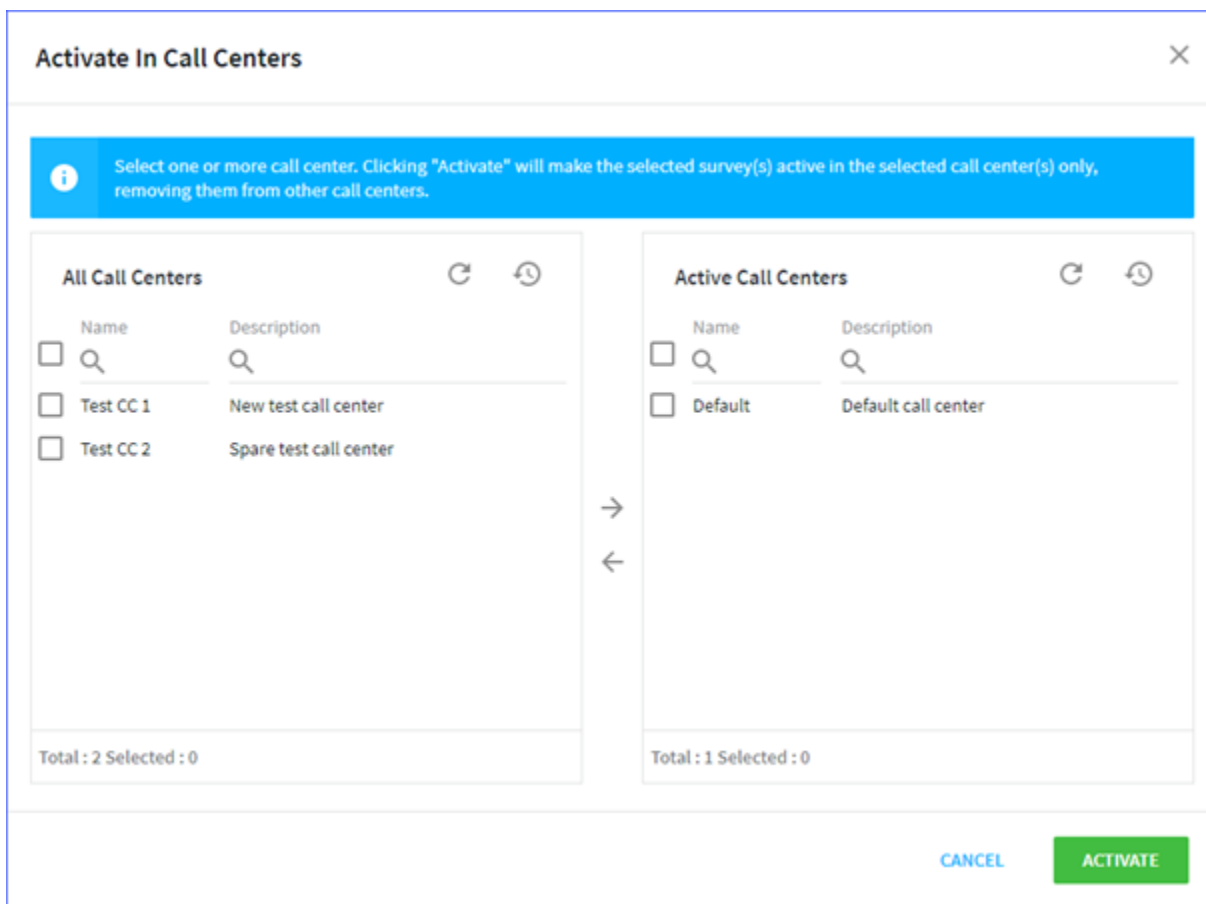 Activate In Call Centers
Select one or more call center. Clicking "Activate" will make the selected survey(s) active in the selected call center(s) only,
removing them from other call centers.
All Call Centers
Name Description
Test CC 1 New test call center
Test CC 2 Spare test call center
Total : 2 Selected : 0
Active Call Centers
Name Description
Default Default call center
Total : 1 Selected : 0
CANCEL ACTIVATE